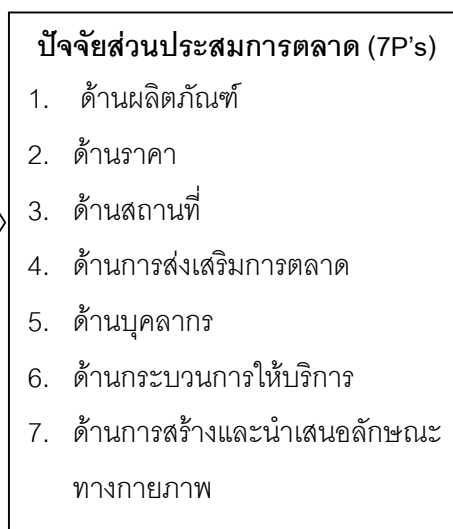 ปัจจัยส่วนประสมการตลาด (7P's)
1. ด้านผลิตภัณฑ์
2. ด้านราคา
3. ด้านสถานที่
4. ด้านการส่งเสริมการตลาด
5. ด้านบุคลากร
6. ด้านกระบวนการให้บริการ
7. ด้านการสร้างและนำเสนอลักษณะ
ทางกายภาพ